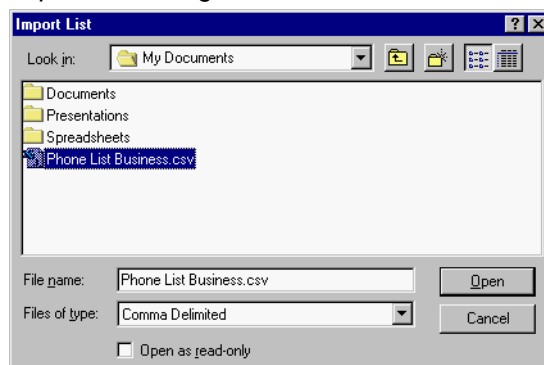 Import List
Look in: My Documents
Documents
Presentations
Spreadsheets
Phone List Business.csv
File name: Phone List Business.csv Open
Files of type: Comma Delimited Cancel
Open as read-only